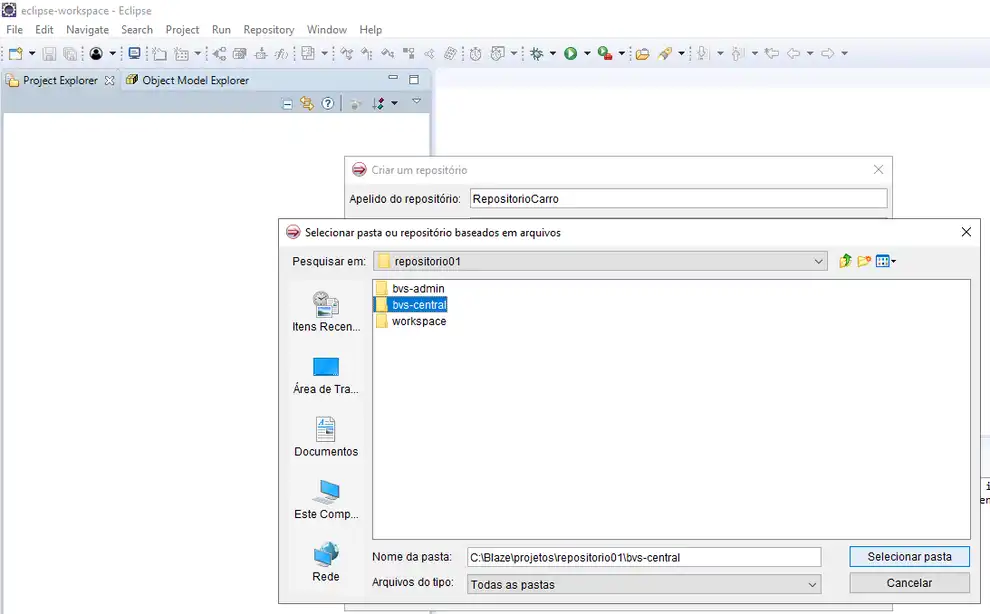 eclipse-workspace - Eclipse
File Edit Navigate Search Project Run Repository Window Help
Project Explorer Object Model Explorer
Criar um repositório
Apelido do repositório: RepositorioCarro
Selecionar pasta ou repositório baseados em arquivos
Pesquisar em: repositorio01
bvs-admin
bvs-central
workspace
Itens Recen...
Área de Tra...
Documentos
Este Comp...
Rede
Nome da pasta: C:\Blaze\projetos\repositorio01\bvs-central Selecionar pasta
Arquivos do tipo: Todas as pastas Cancelar